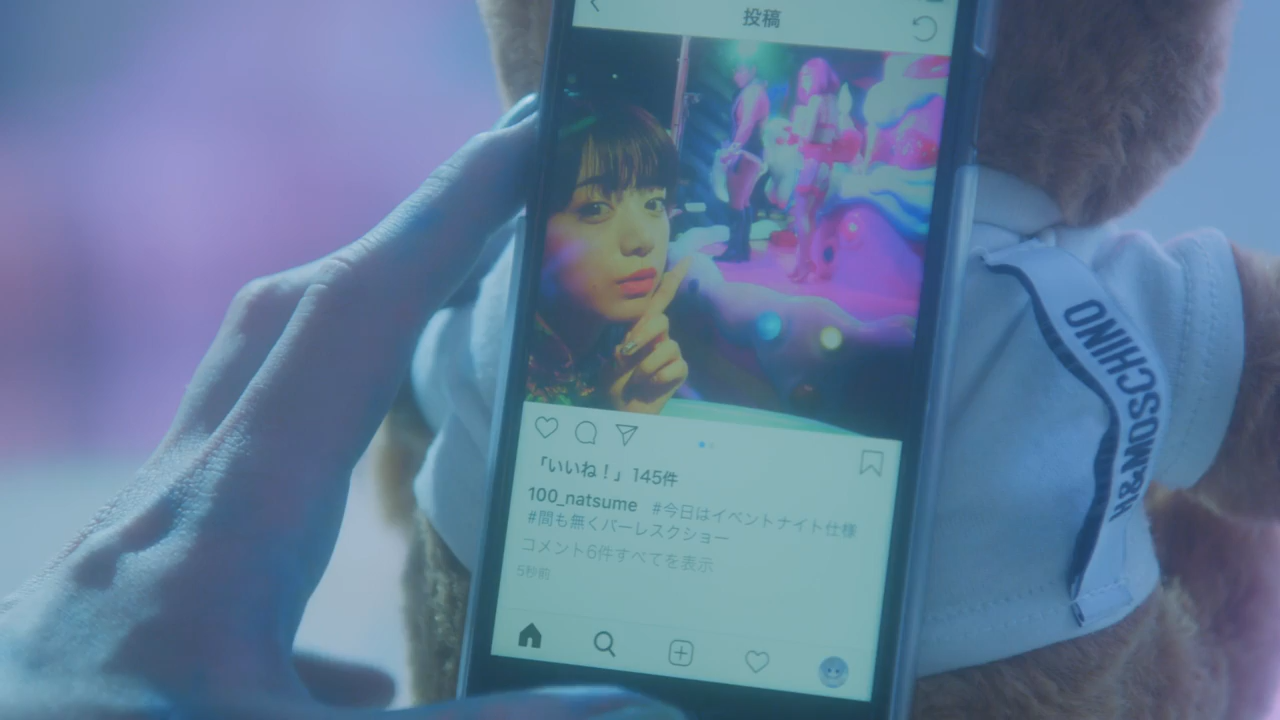 投稿
「いいね！」145件
100_natsume #今日はイベントナイト仕様
#間も無くバーレスクショー
コメント6件すべてを表示
5秒前
MOSCHINO
H&M